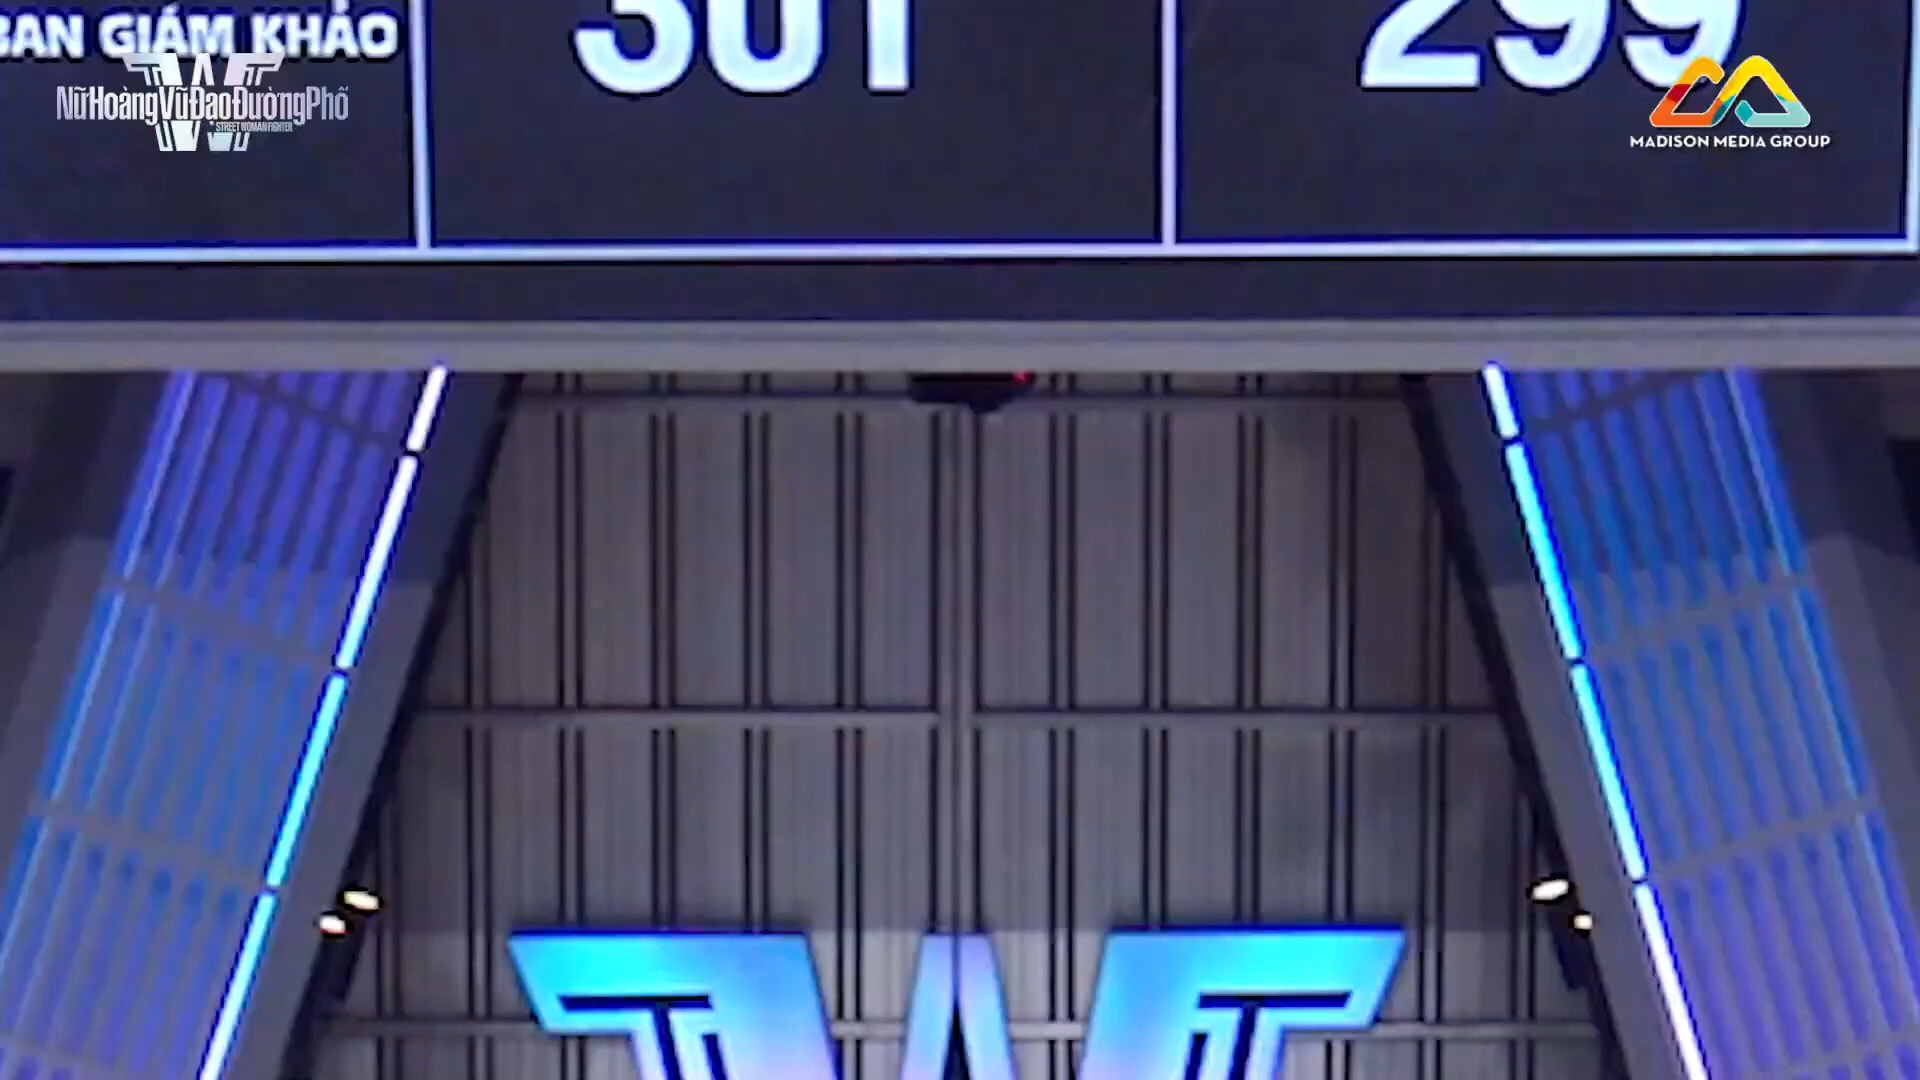 BAN GIÁM KHẢO
301
299
NữHoàngVũĐạoĐườngPhố
STREET WOMAN FIGHTER
MADISON MEDIA GROUP